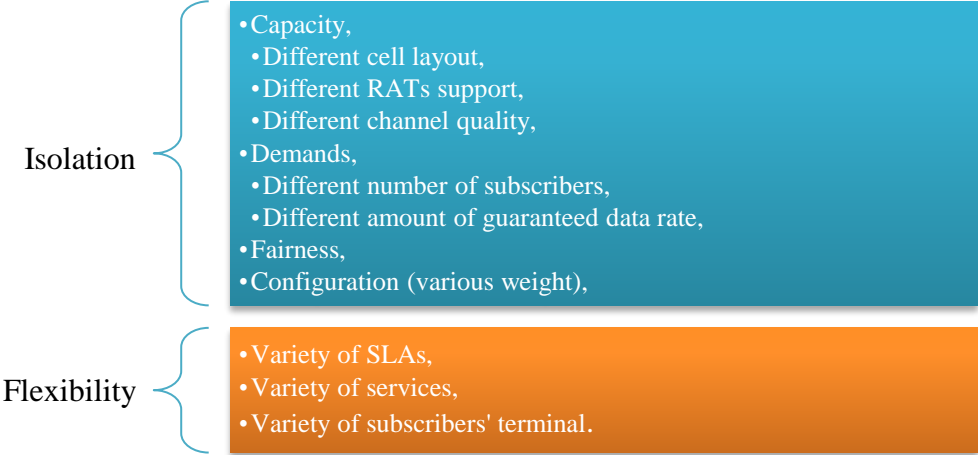 Isolation
•Capacity,
•Different cell layout,
•Different RATs support,
•Different channel quality,
•Demands,
•Different number of subscribers,
•Different amount of guaranteed data rate,
•Fairness,
•Configuration (various weight),
Flexibility
•Variety of SLAs,
•Variety of services,
•Variety of subscribers' terminal.